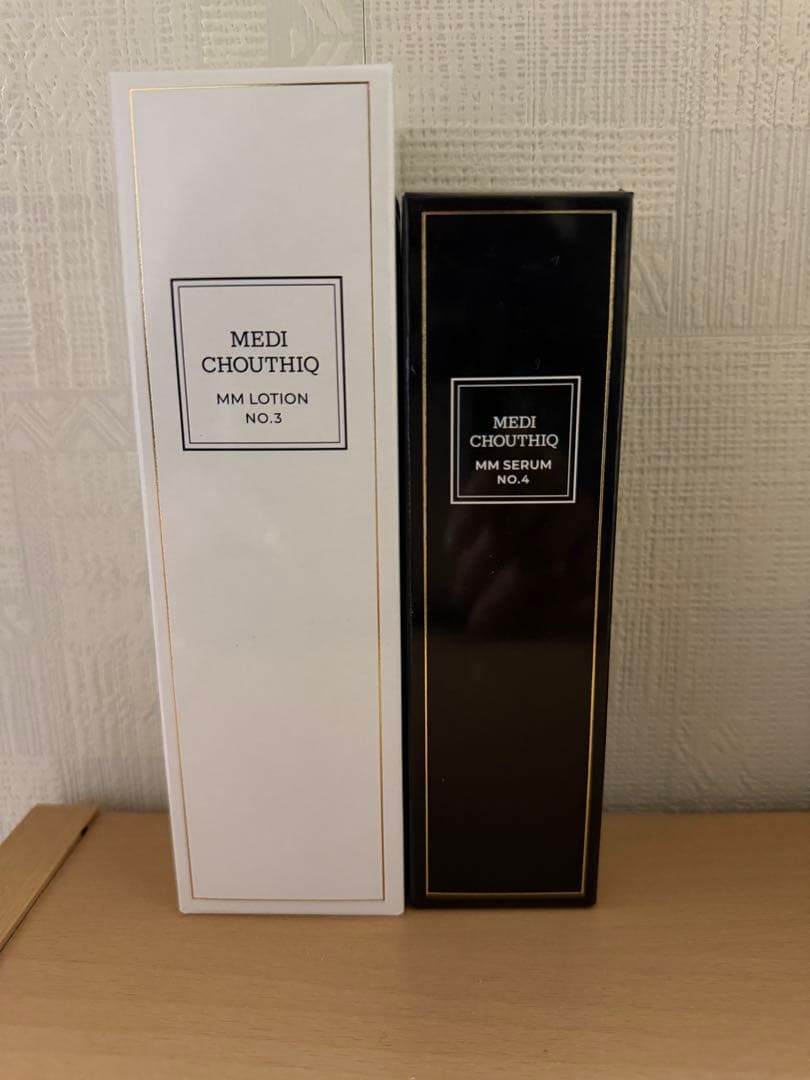 MEDI
CHOUTHIQ
MM LOTION
NO.3
MEDI
CHOUTHIQ
MM SERUM
NO.4